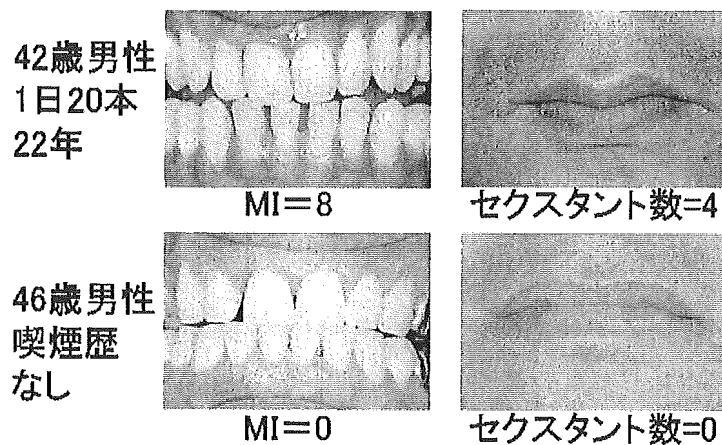 42歳男性
1日20本
22年
MI=8
セクスタント数=4
46歳男性
喫煙歴
なし
MI=0
セクスタント数=0